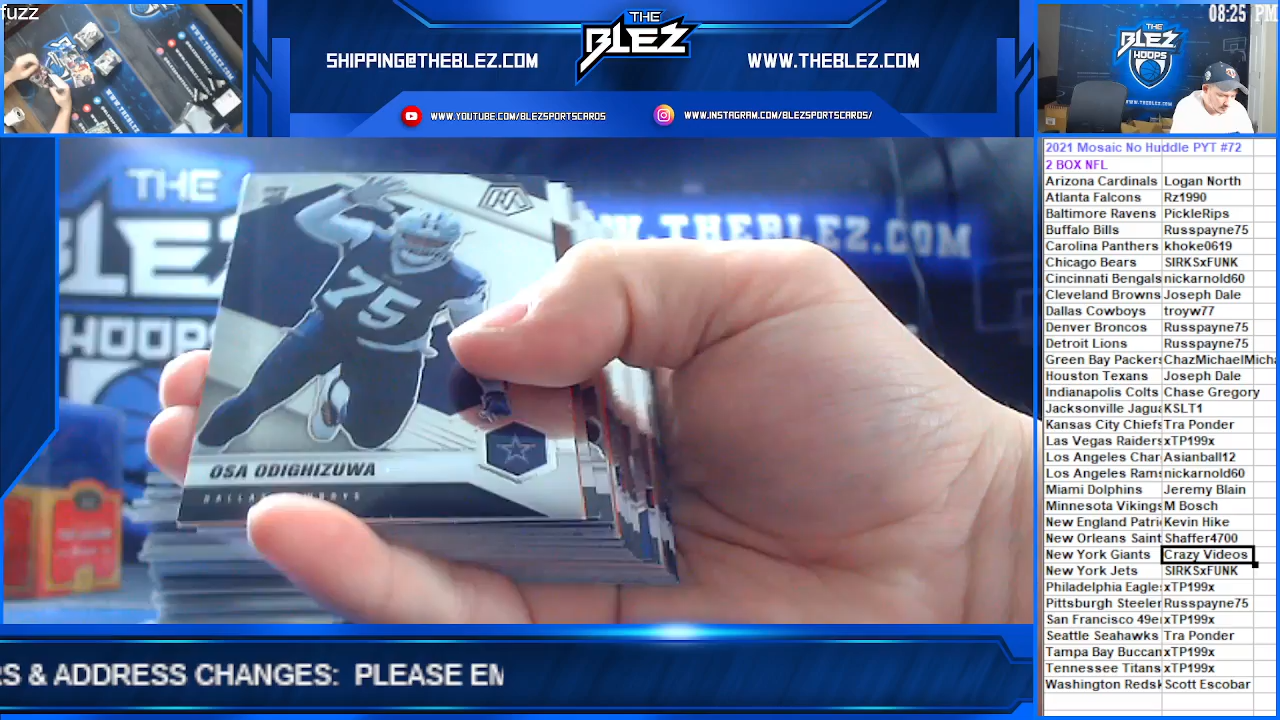 fuzz
SHIPPING@THEBLEZ.COM
THE
BLEZ
WWW.THEBLEZ.COM
WWW.YOUTUBE.COM/BLEZSPORTSCARDS
WWW.INSTAGRAM.COM/BLEZSPORTSCARDS/
08:25 PM
THE
BLEZ
HOOPS
WWW.THEBLEZ.COM
THE
LEZ
HOOPS
WWW.THEBLEZ.COM
75
OSA ODIGHIZUWA
2021 Mosaic No Huddle PYT #72
2 BOX NFL
Arizona Cardinals Logan North
Atlanta Falcons Rz1990
Baltimore Ravens PickleRips
Buffalo Bills Russpayne75
Carolina Panthers khoke0619
Chicago Bears SIRKSxFUNK
Cincinnati Bengals nickarnold60
Cleveland Browns Joseph Dale
Dallas Cowboys troyw77
Denver Broncos Russpayne75
Detroit Lions Russpayne75
Green Bay Packers ChazMichaelMicha
Houston Texans Joseph Dale
Indianapolis Colts Chase Gregory
Jacksonville Jagua KSLT1
Kansas City Chiefs Tra Ponder
Las Vegas Raiders xTP199x
Los Angeles Char Asianball12
Los Angeles Rams nickarnold60
Miami Dolphins Jeremy Blain
Minnesota Vikings M Bosch
New England Patri Kevin Hike
New Orleans Saint Shaffer4700
New York Giants Crazy Videos
New York Jets SIRKSxFUNK
Philadelphia Eagle xTP199x
Pittsburgh Steeler Russpayne75
San Francisco 49e xTP199x
Seattle Seahawks Tra Ponder
Tampa Bay Buccan xTP199x
Tennessee Titans xTP199x
Washington Redsk Scott Escobar
RS & ADDRESS CHANGES: PLEASE EM